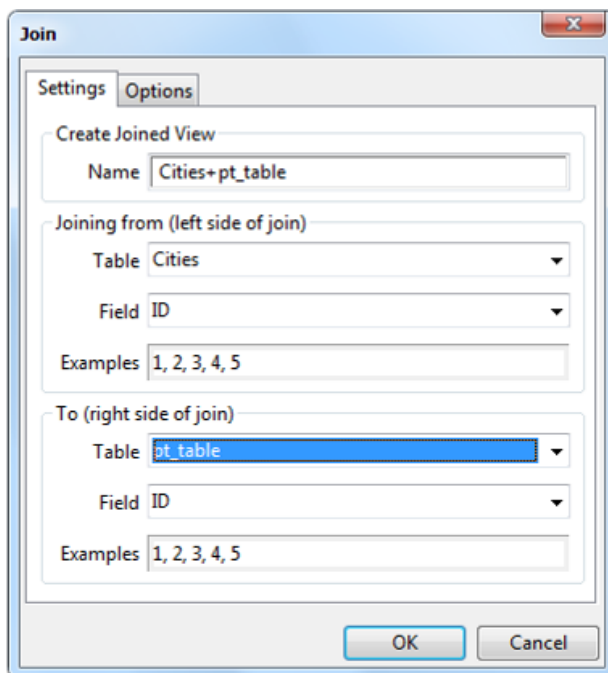 Join
Settings Options
Create Joined View
Name Cities+pt_table
Joining from (left side of join)
Table Cities
Field ID
Examples 1, 2, 3, 4, 5
To (right side of join)
Table pt_table
Field ID
Examples 1, 2, 3, 4, 5
OK Cancel